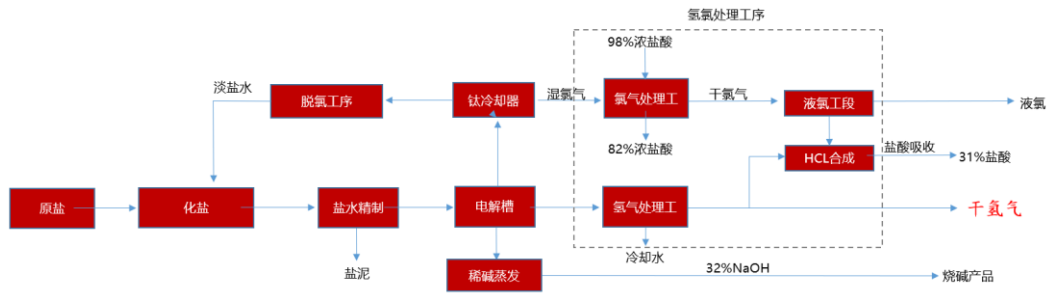 氢氯处理工序
98%浓盐酸
淡盐水
脱氯工序
钛冷却器
湿氯气
氯气处理工
干氯气
液氯工段
液氯
82%浓盐酸
HCL合成
盐酸吸收
31%盐酸
原盐
化盐
盐水精制
电解槽
氢气处理工
干氢气
盐泥
冷却水
稀碱蒸发
32%NaOH
烧碱产品